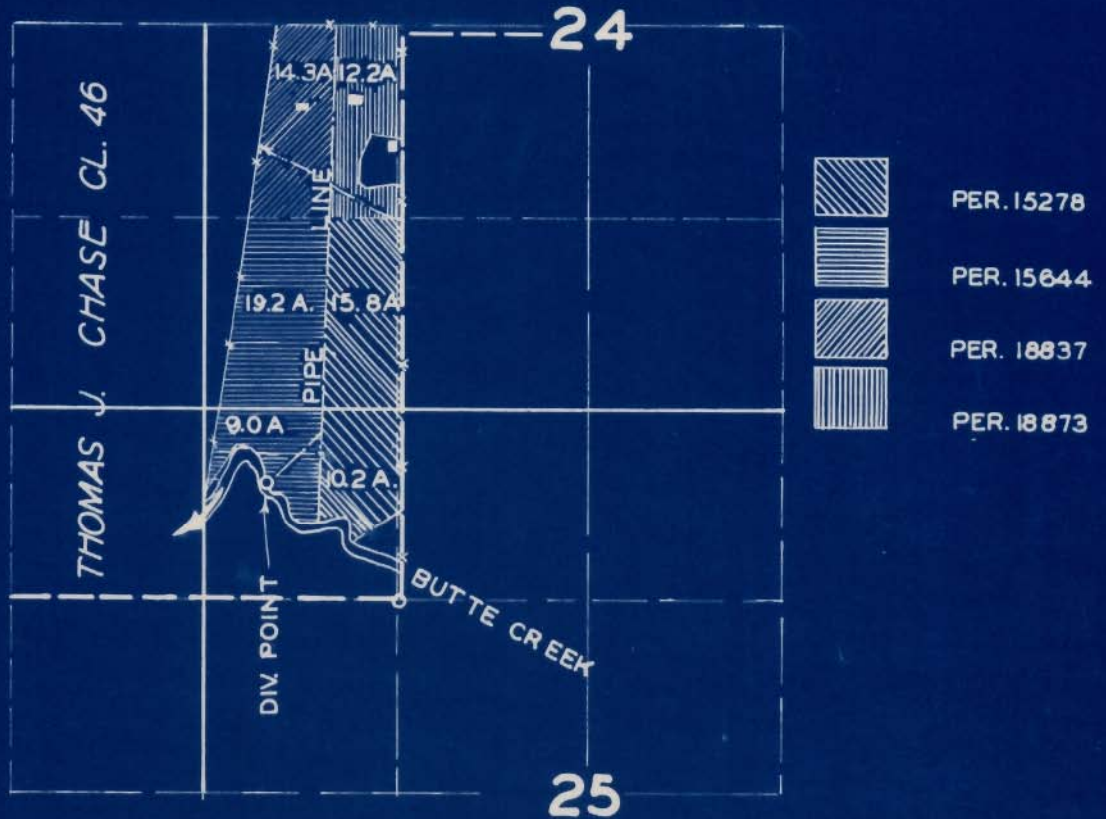 24
THOMAS J. CHASE CL. 46
14.3A
12.2A
PIPE LINE
19.2 A.
15.8A
9.0 A
10.2 A.
DIV. POINT
BUTTE CREEK
25
PER. 15278
PER. 15644
PER. 18837
PER. 18873